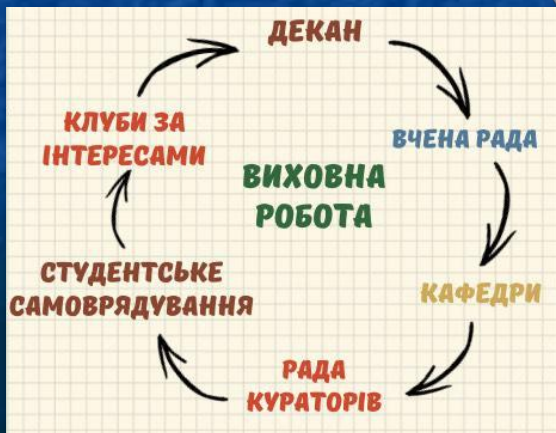 ДЕКАН
ВЧЕНА РАДА
КАФЕДРИ
РАДА
КУРАТОРІВ
СТУДЕНТСЬКЕ
САМОВРЯДУВАННЯ
КЛУБИ ЗА
ІНТЕРЕСАМИ
ВИХОВНА
РОБОТА